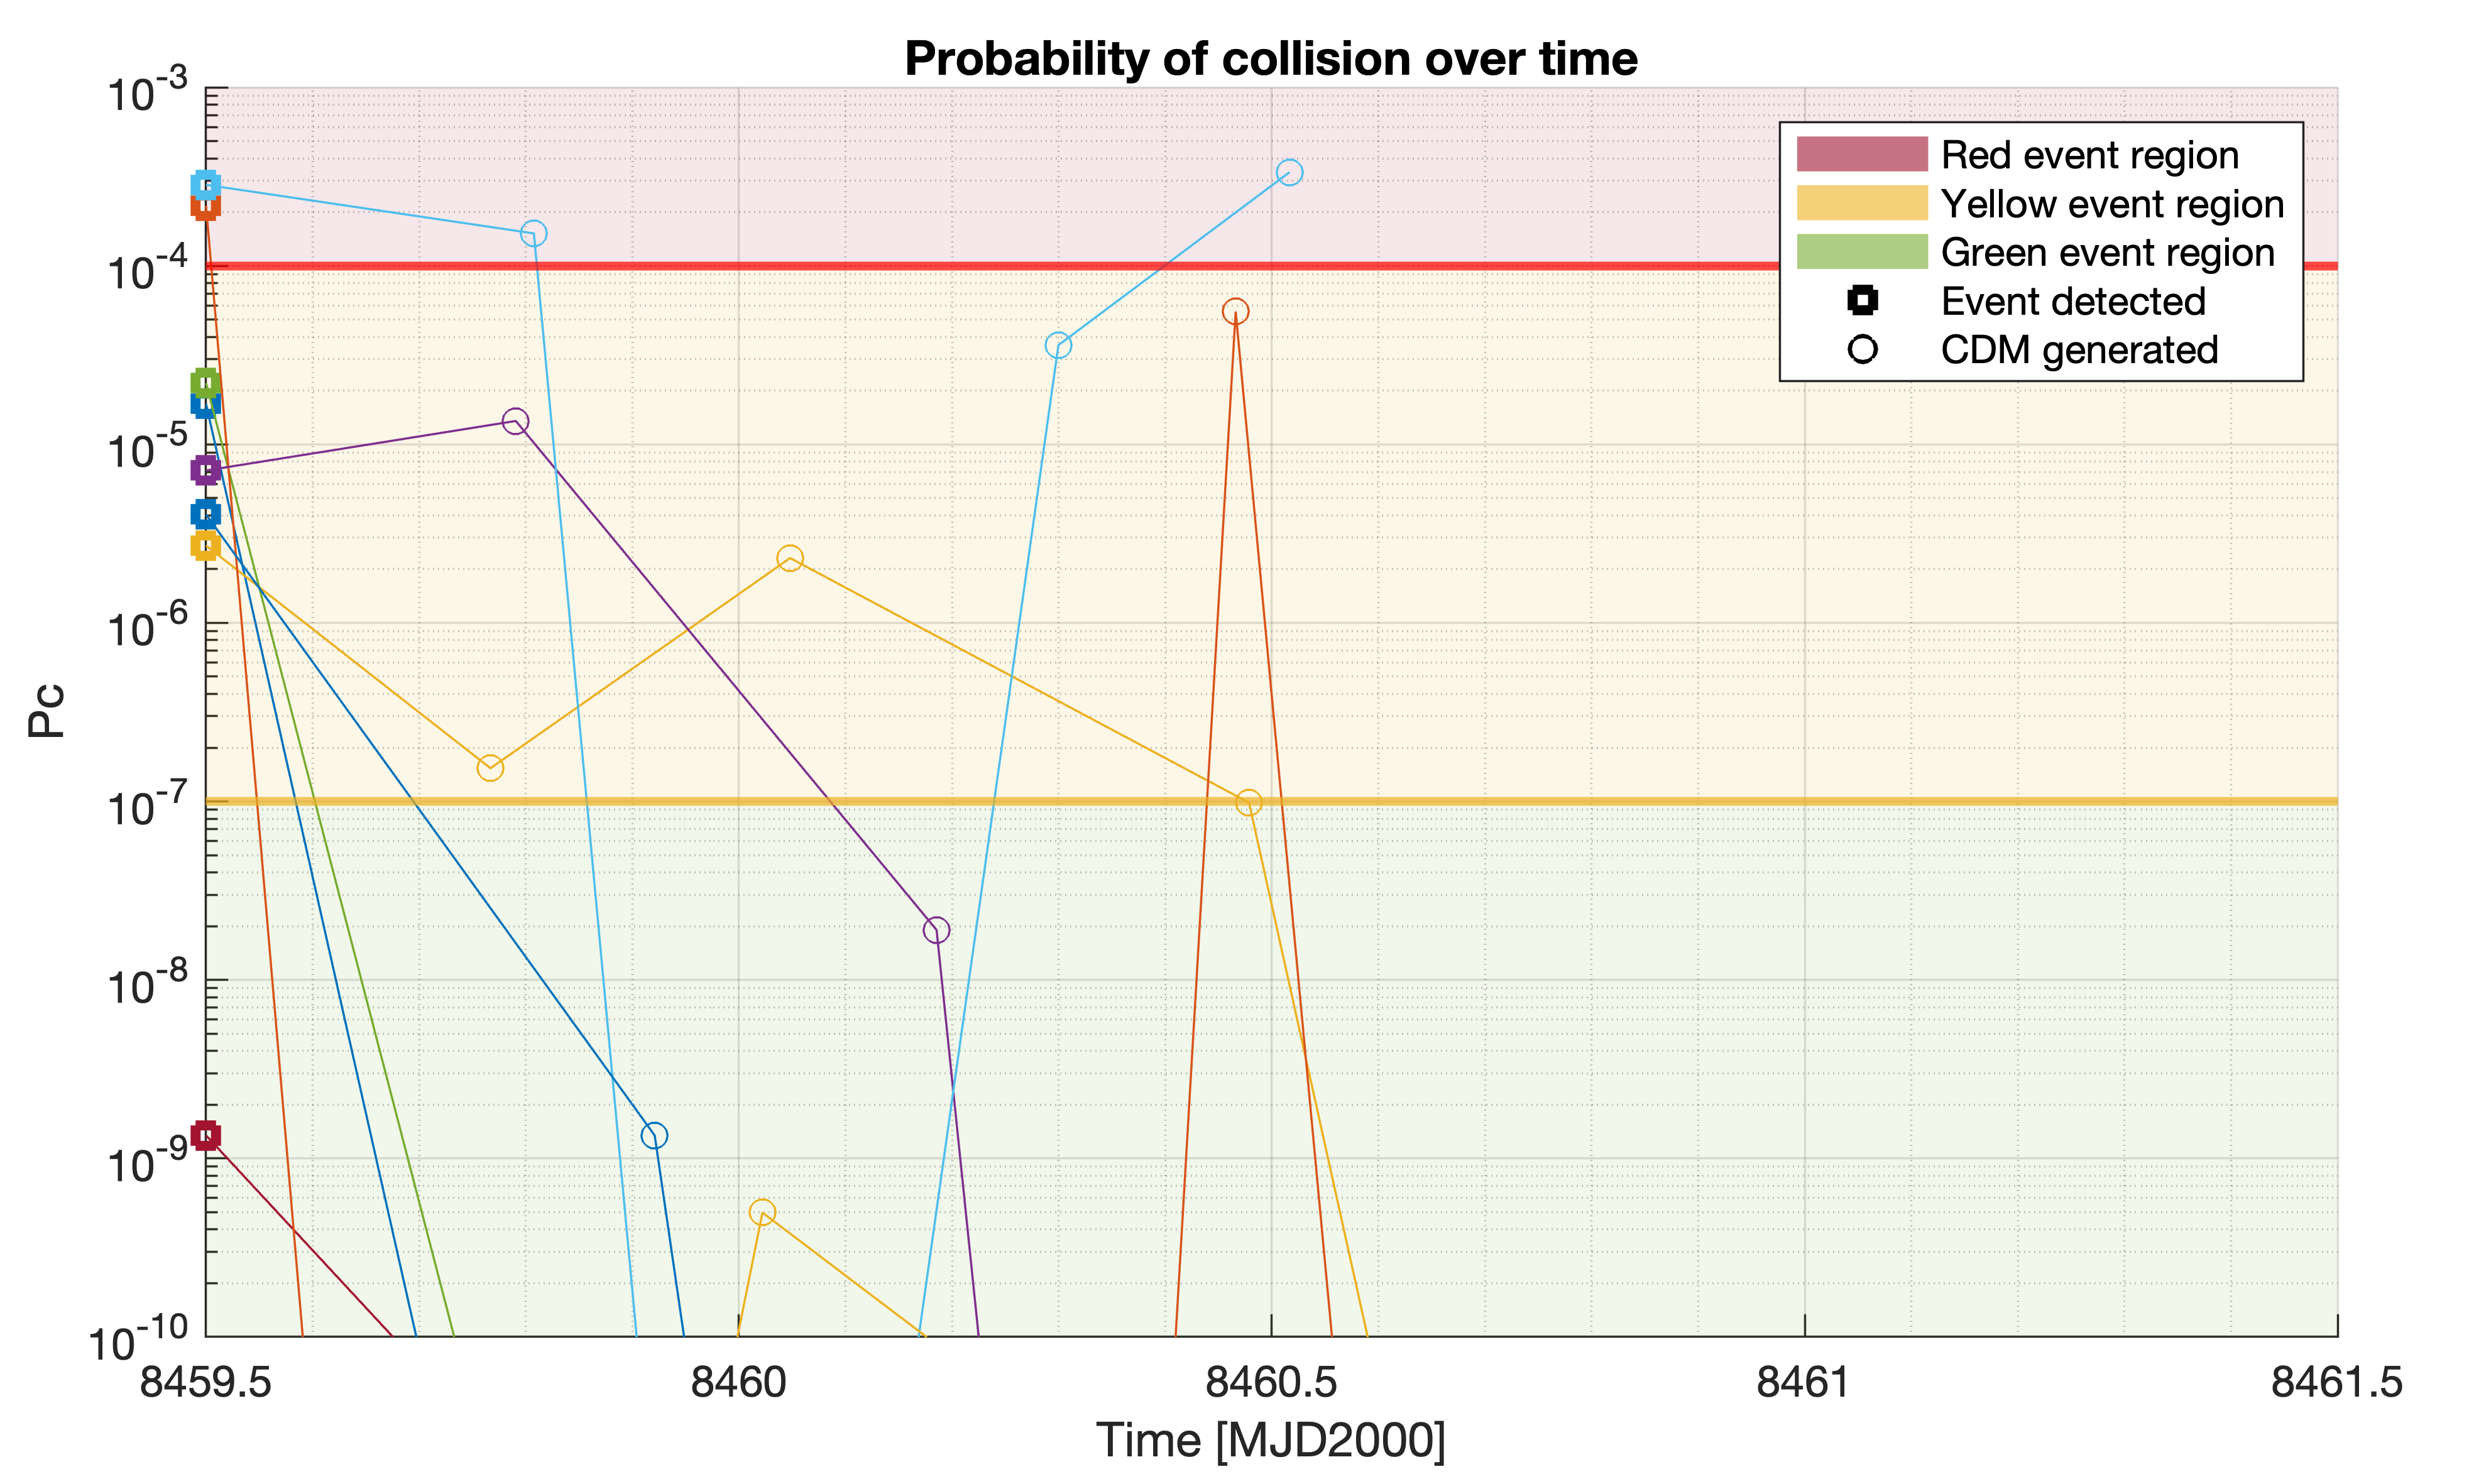 Probability of collision over time
10^-3
10^-4
10^-5
10^-6
10^-7
10^-8
10^-9
10^-10
Pc
Red event region
Yellow event region
Green event region
Event detected
CDM generated
8459.5 8460 8460.5 8461 8461.5
Time [MJD2000]